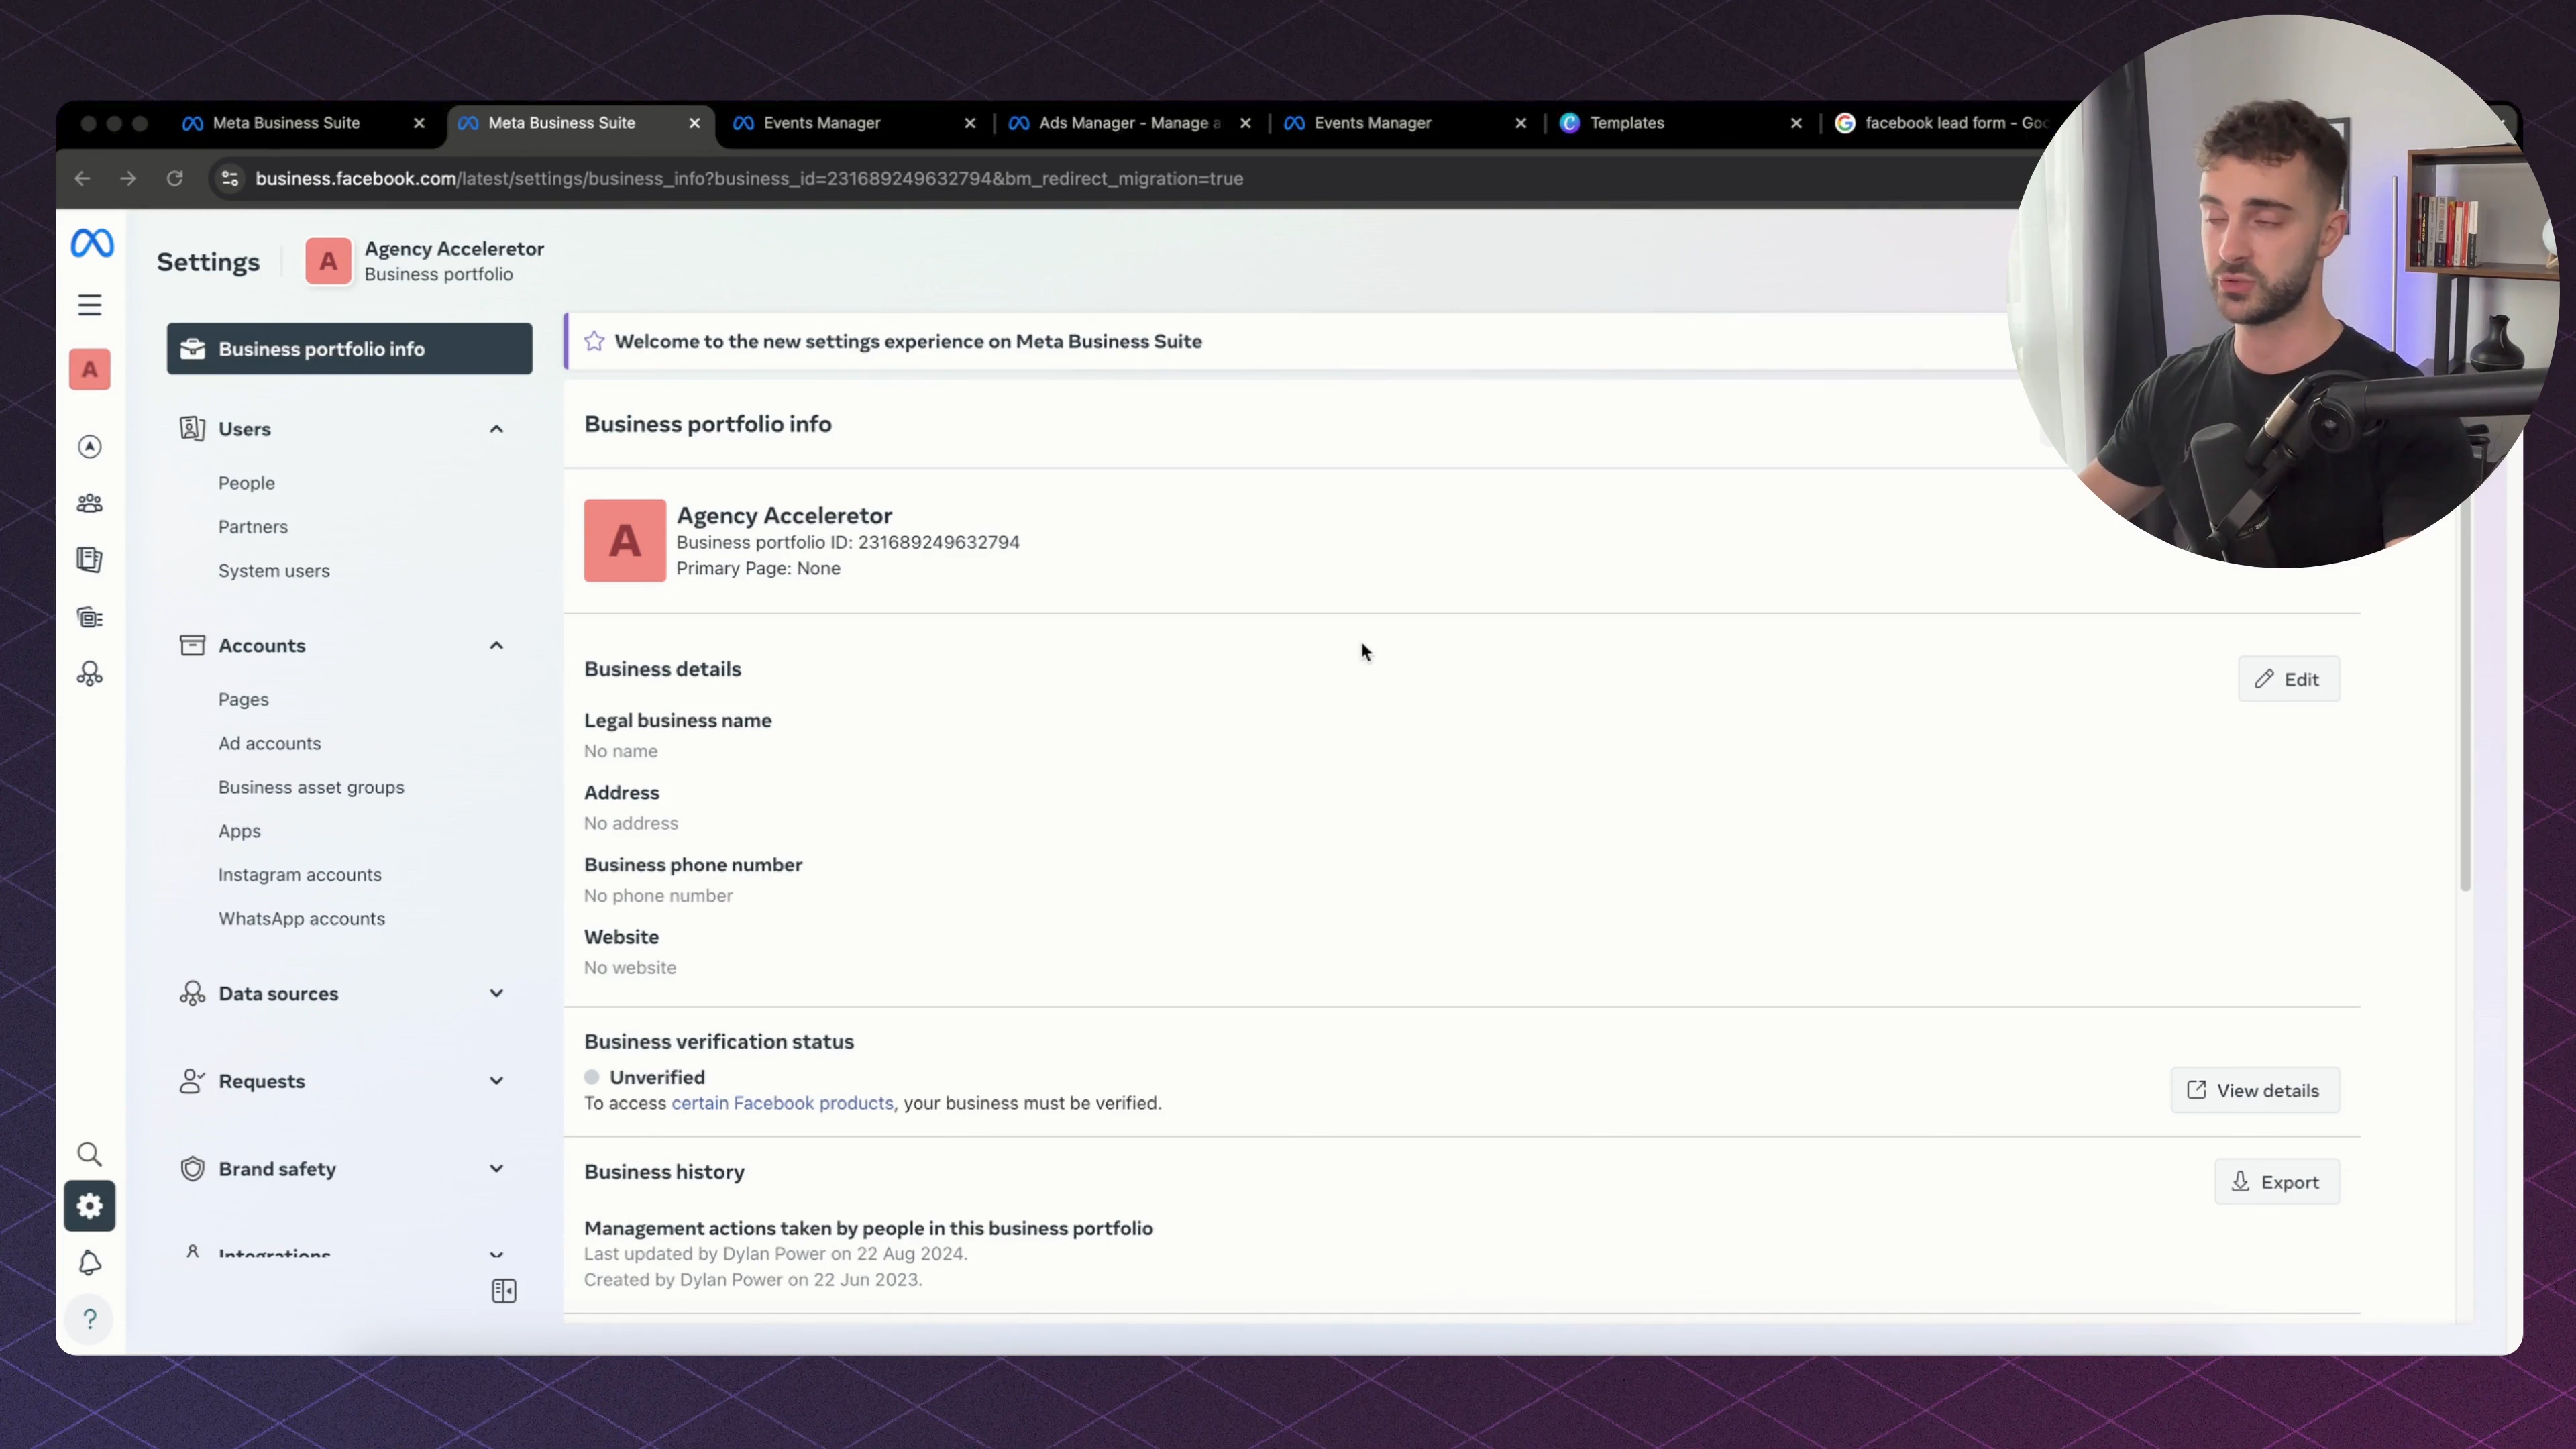 Meta Business Suite
Meta Business Suite
Events Manager
Ads Manager - Manage a
Events Manager
Templates
facebook lead form - Goo
business.facebook.com/latest/settings/business_info?business_id=231689249632794&bm_redirect_migration=true
Settings
A
Agency Acceleretor
Business portfolio
A
Business portfolio info
Users
People
Partners
System users
Accounts
Pages
Ad accounts
Business asset groups
Apps
Instagram accounts
WhatsApp accounts
Data sources
Requests
Brand safety
Integrations
Welcome to the new settings experience on Meta Business Suite
Business portfolio info
A
Agency Acceleretor
Business portfolio ID: 231689249632794
Primary Page: None
Business details
Edit
Legal business name
No name
Address
No address
Business phone number
No phone number
Website
No website
Business verification status
Unverified
To access certain Facebook products, your business must be verified.
View details
Business history
Export
Management actions taken by people in this business portfolio
Last updated by Dylan Power on 22 Aug 2024.
Created by Dylan Power on 22 Jun 2023.